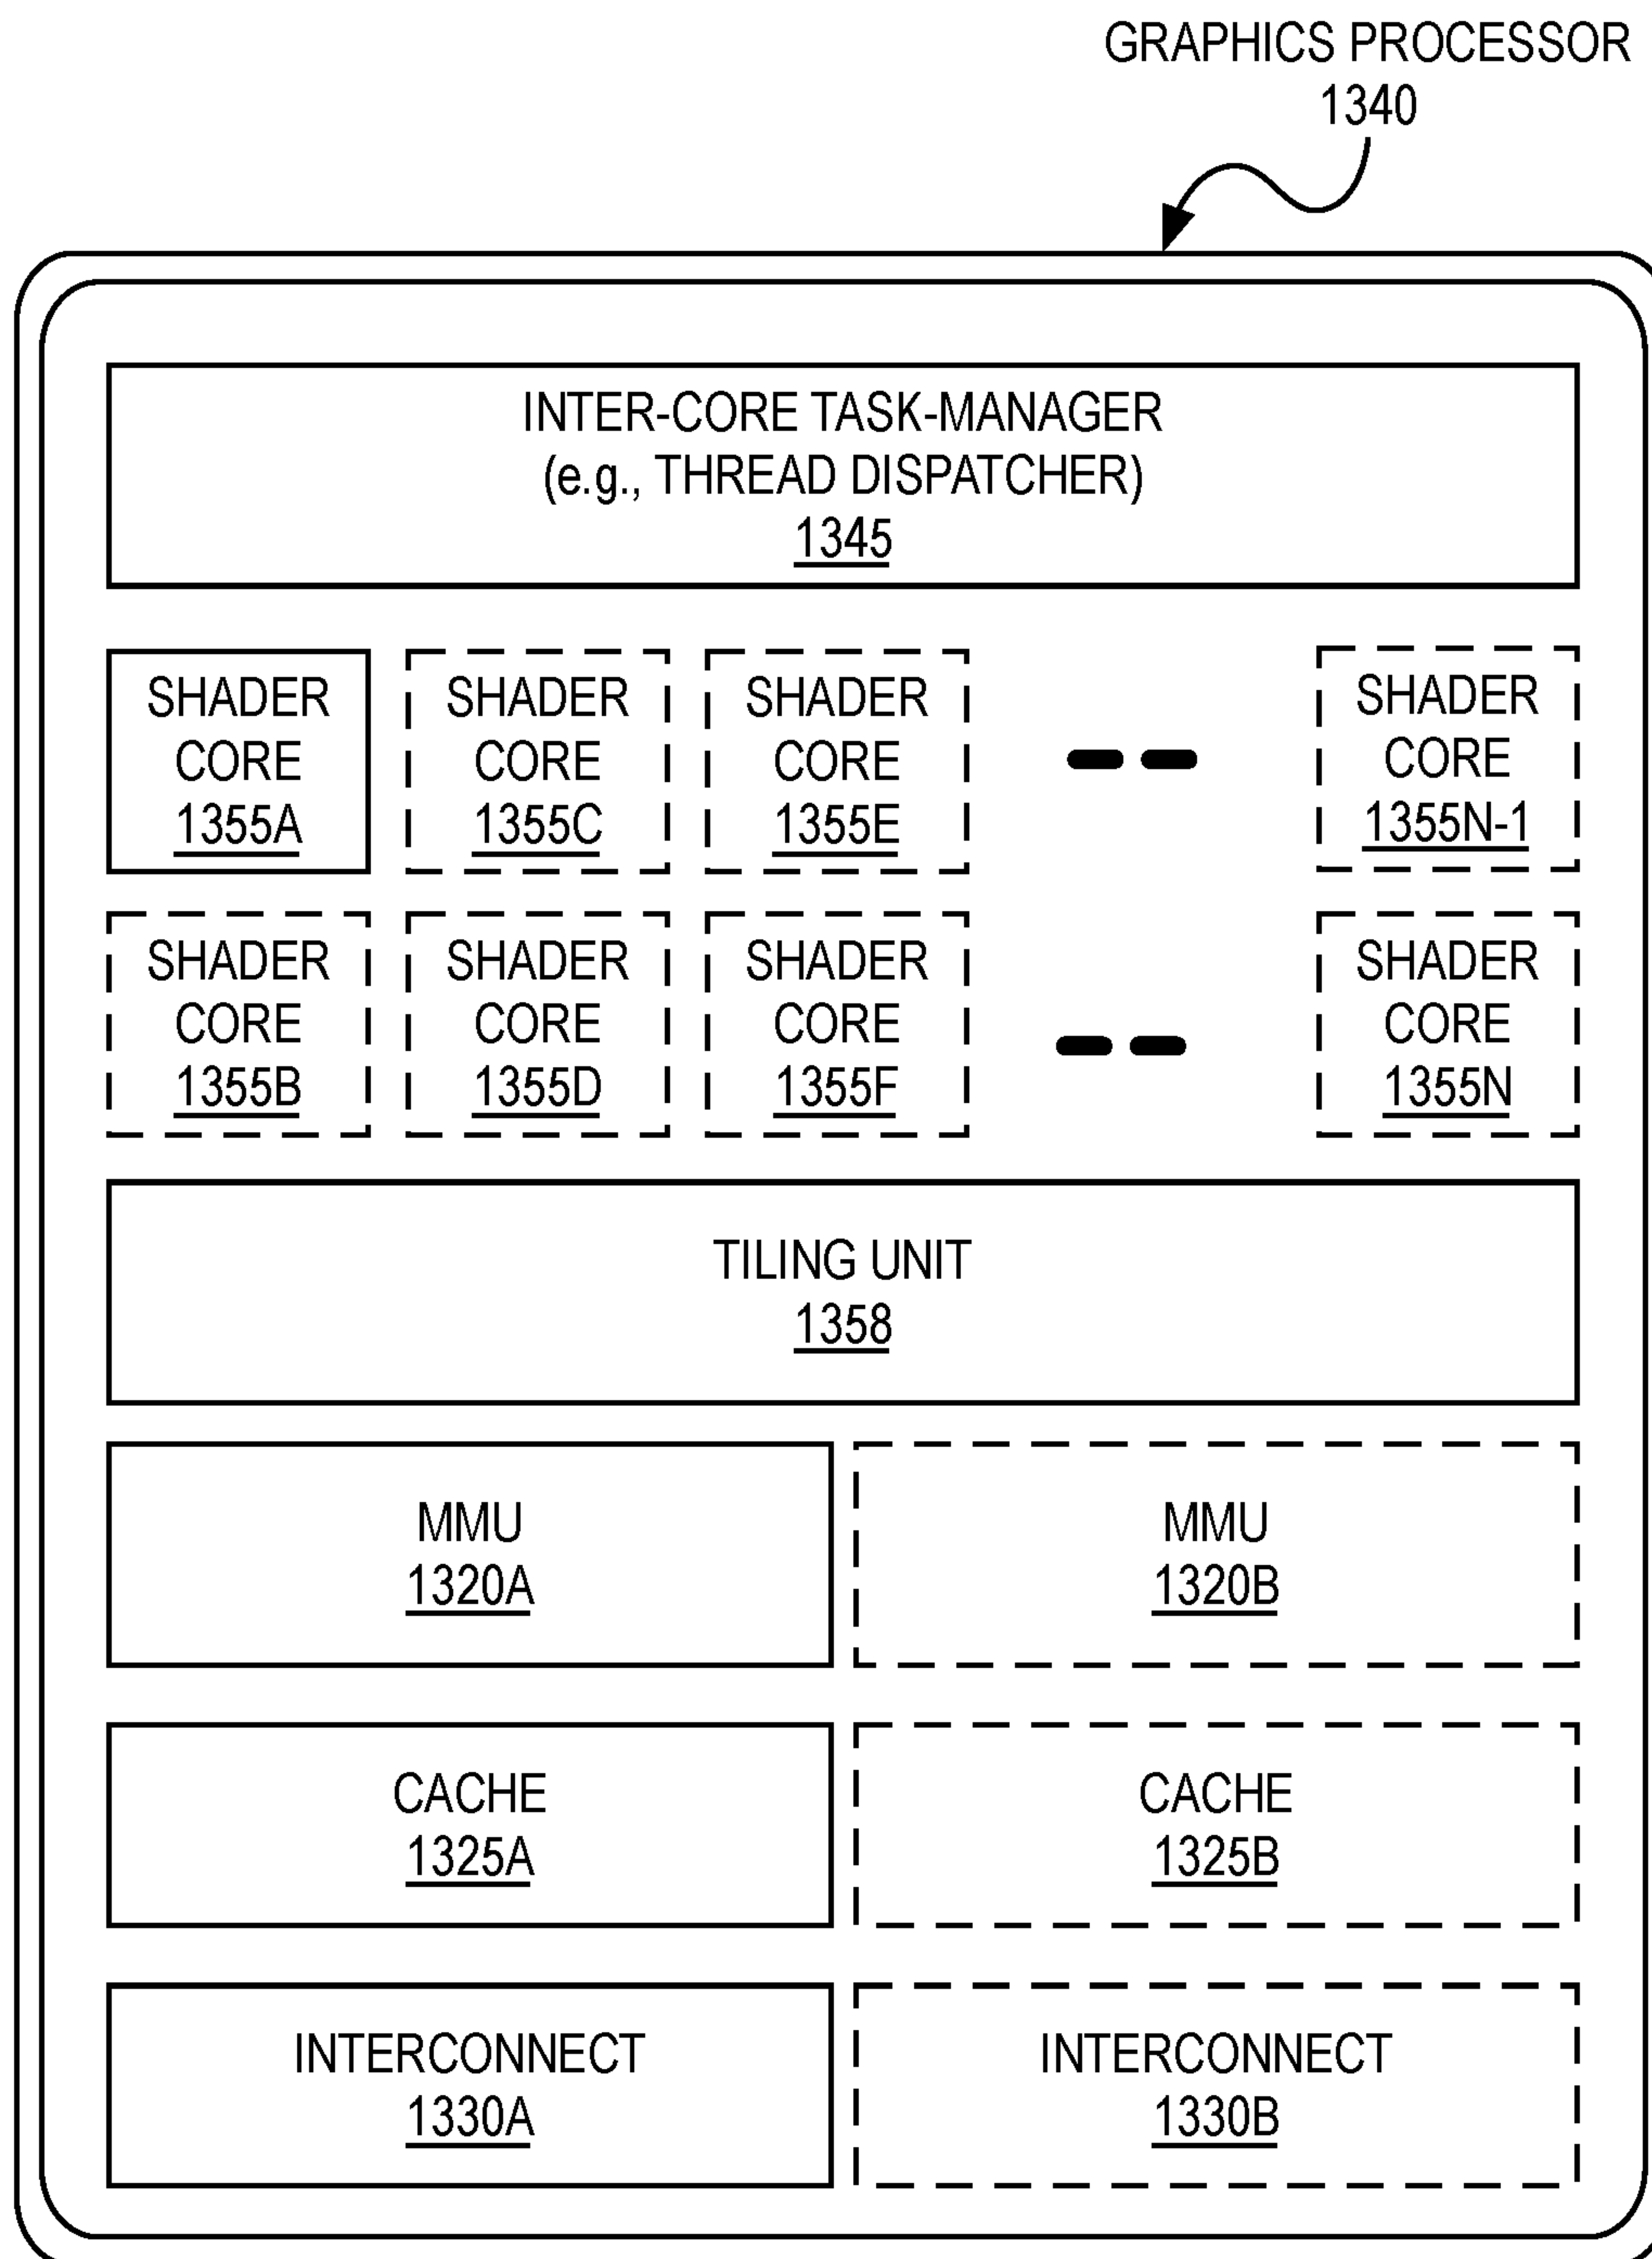 GRAPHICS PROCESSOR
1340
INTER-CORE TASK-MANAGER
(e.g., THREAD DISPATCHER)
1345
SHADER
CORE
1355A
SHADER
CORE
1355C
SHADER
CORE
1355E
SHADER
CORE
1355N-1
SHADER
CORE
1355B
SHADER
CORE
1355D
SHADER
CORE
1355F
SHADER
CORE
1355N
TILING UNIT
1358
MMU
1320A
MMU
1320B
CACHE
1325A
CACHE
1325B
INTERCONNECT
1330A
INTERCONNECT
1330B